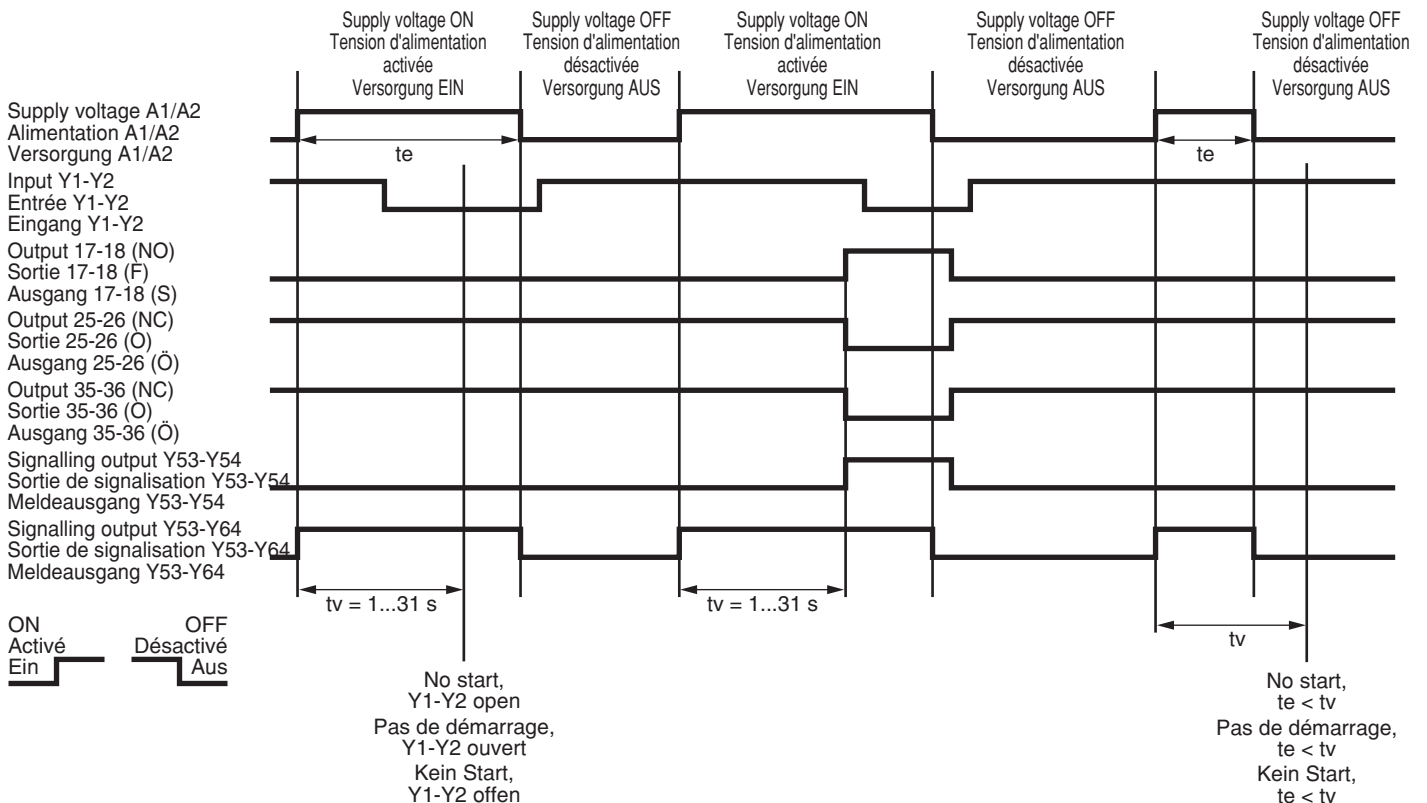 Supply voltage ON
Tension d'alimentation
activée
Versorgung EIN
Supply voltage OFF
Tension d'alimentation
désactivée
Versorgung AUS
Supply voltage ON
Tension d'alimentation
activée
Versorgung EIN
Supply voltage OFF
Tension d'alimentation
désactivée
Versorgung AUS
Supply voltage OFF
Tension d'alimentation
désactivée
Versorgung AUS
Supply voltage A1/A2
Alimentation A1/A2
Versorgung A1/A2
te
te
Input Y1-Y2
Entrée Y1-Y2
Eingang Y1-Y2
Output 17-18 (NO)
Sortie 17-18 (F)
Ausgang 17-18 (S)
Output 25-26 (NC)
Sortie 25-26 (O)
Ausgang 25-26 (Ö)
Output 35-36 (NC)
Sortie 35-36 (O)
Ausgang 35-36 (Ö)
Signalling output Y53-Y54
Sortie de signalisation Y53-Y54
Meldeausgang Y53-Y54
Signalling output Y53-Y64
Sortie de signalisation Y53-Y64
Meldeausgang Y53-Y64
tv = 1...31 s
tv = 1...31 s
tv
ON
Activé
Ein
OFF
Désactivé
Aus
No start,
Y1-Y2 open
Pas de démarrage,
Y1-Y2 ouvert
Kein Start,
Y1-Y2 offen
No start,
te < tv
Pas de démarrage,
te < tv
Kein Start,
te < tv